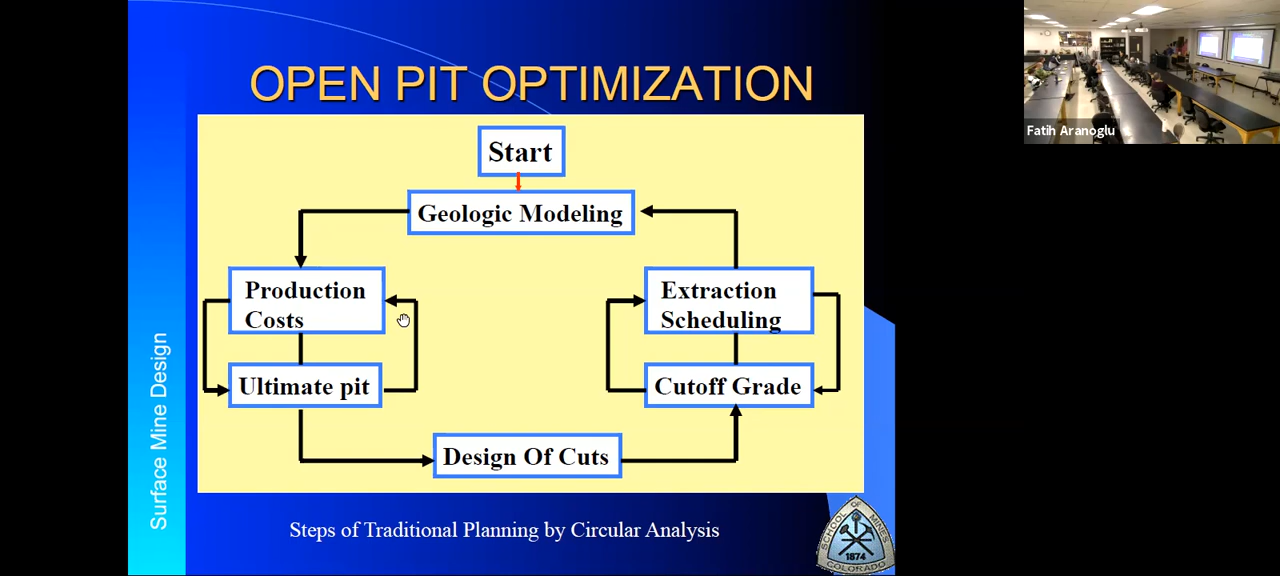 OPEN PIT OPTIMIZATION
Start
Geologic Modeling
Production
Costs
Extraction
Scheduling
Ultimate pit
Cutoff Grade
Design Of Cuts
Surface Mine Design
Steps of Traditional Planning by Circular Analysis
SCHOOL OF MINES
1874
COLORADO
Fatih Aranoglu